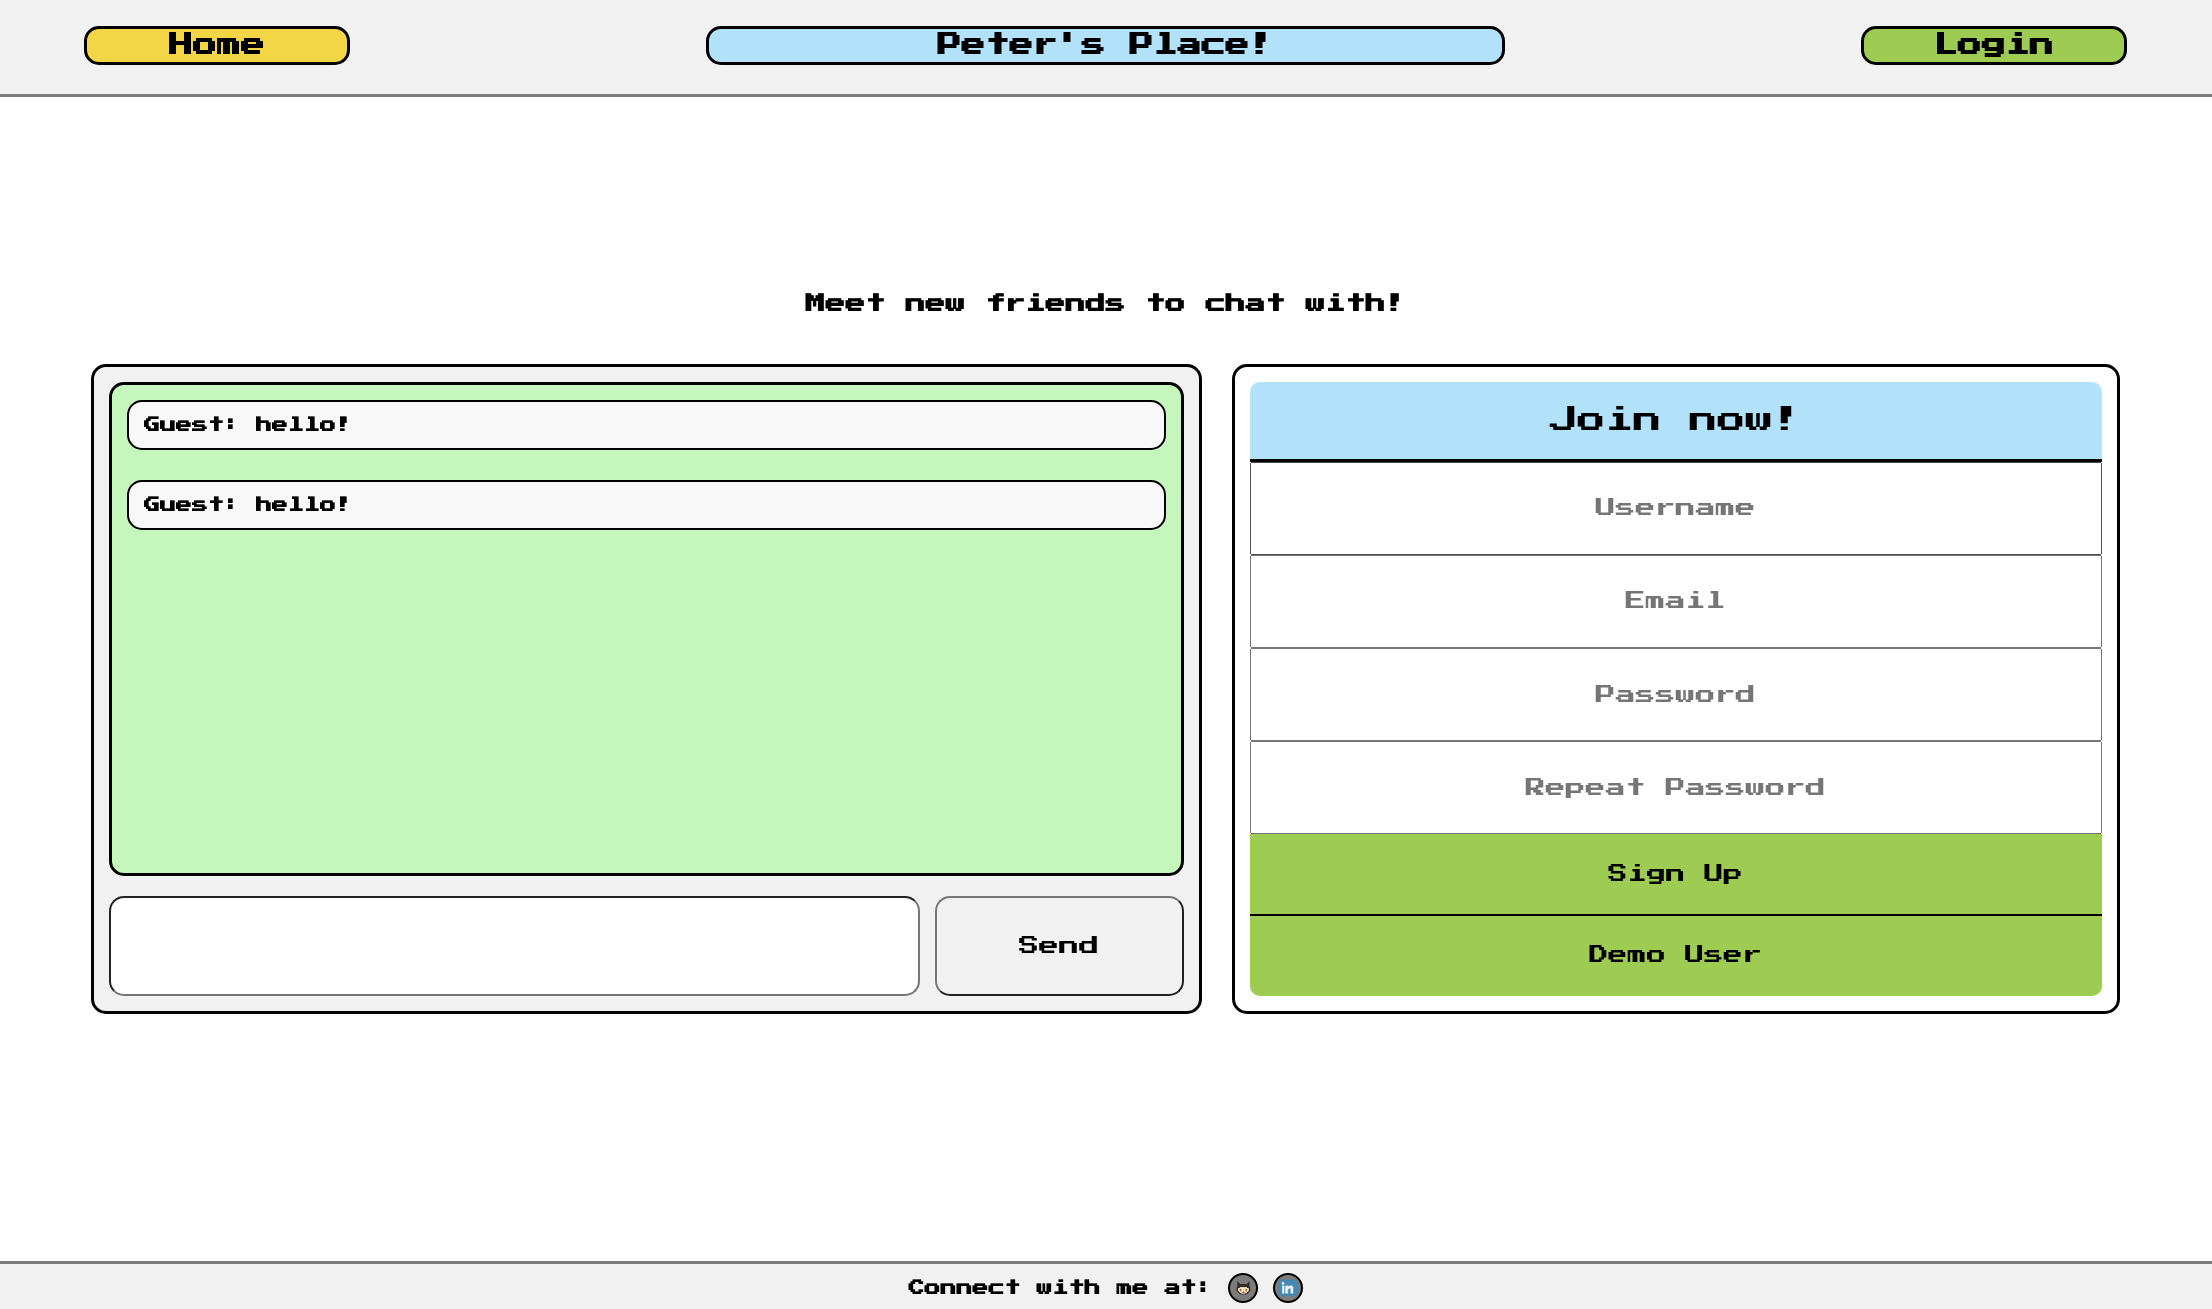 Home
Peter's Place!
Login
Meet new friends to chat with!
Guest: hello!
Guest: hello!
Send
Join now!
Username
Email
Password
Repeat Password
Sign Up
Demo User
Connect with me at:
in